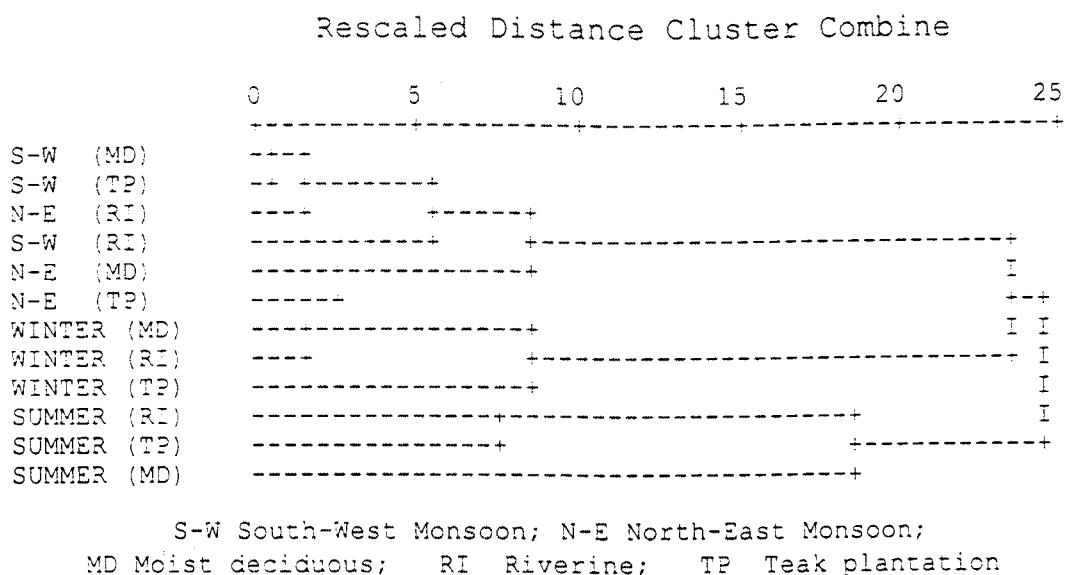 Rescaled Distance Cluster Combine
0 5 10 15 20 25
+---------+---------+---------+---------+---------+
S-W (MD) -+--
S-W (TP) -+ +-------+
N-E (RI) ---+ +-----+
S-W (RI) -----------+ +-----------------------------+
N-E (MD) -----------------+ I
N-E (TP) -----+ +-+
WINTER (MD) ---+-------------+ I I
WINTER (RI) ---+ +-----------------------------+ I
WINTER (TP) -----------------+ I
SUMMER (RI) ---------------+---------------------+ I
SUMMER (TP) ---------------+ +-----------+
SUMMER (MD) -------------------------------------+
S-W South-West Monsoon; N-E North-East Monsoon;
MD Moist deciduous; RI Riverine; TP Teak plantation